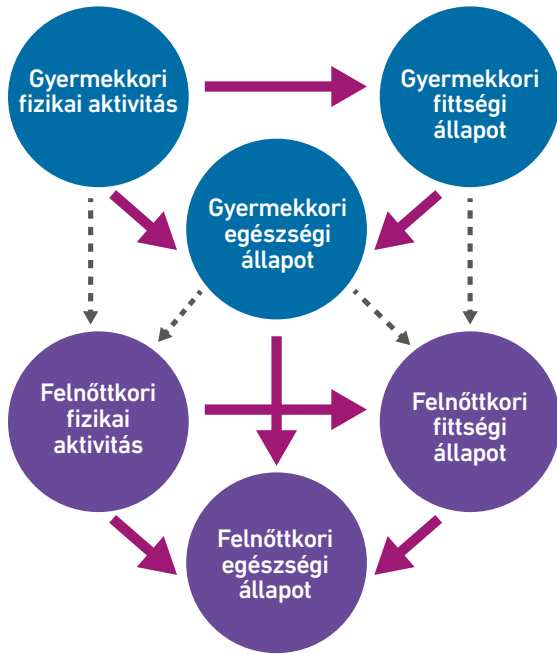 Gyermekkori
fizikai aktivitás
Gyermekkori
fittségi
állapot
Gyermekkori
egészségi
állapot
Felnőttkori
fizikai
aktivitás
Felnőttkori
fittségi
állapot
Felnőttkori
egészségi
állapot